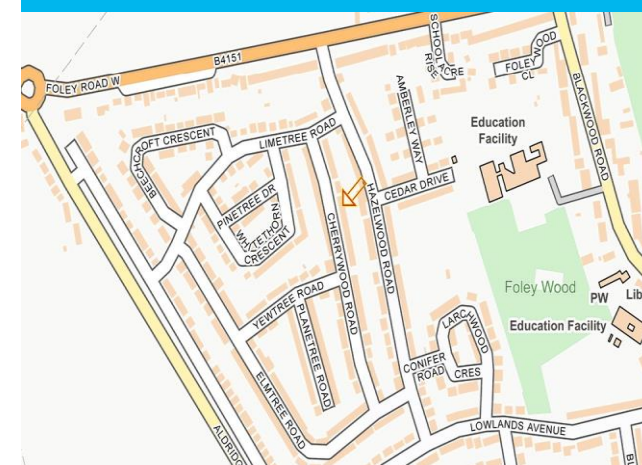 SCHOOL ACRE
RISE
FOLEY WOOD
CL
B4151
FOLEY ROAD W
AMBERLEY WAY
BLACKWOOD ROAD
Education
Facility
BEECHCROFT CRESCENT
LIMETREE ROAD
CEDAR DRIVE
PINETREE DR
WHITETHORN
CRESCENT
CHERRYWOOD ROAD
HAZELWOOD ROAD
Foley Wood
PW
Lib
YEWTREE ROAD
PLANETREE ROAD
LARCHWOOD
CRES
Education Facility
CONIFER
ROAD
ELMTREE ROAD
LOWLANDS AVENUE